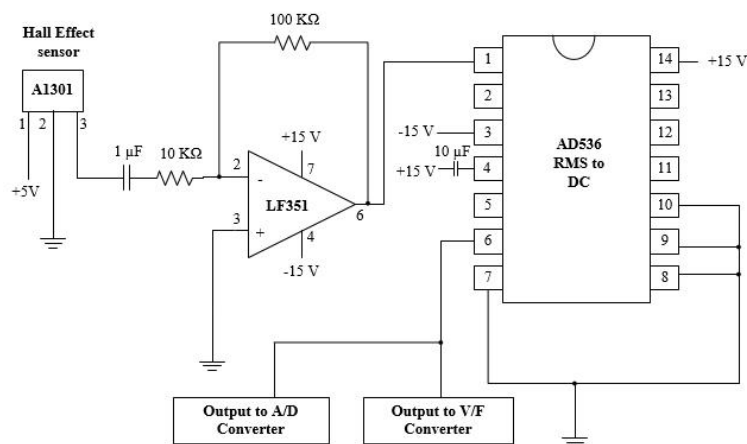 Hall Effect
sensor
A1301
1
2
3
+5V
1 μF
10 KΩ
100 KΩ
2
-
3
+
+15 V
7
LF351
6
4
-15 V
1
2
3
4
5
6
7
-15 V
10 μF
+15 V
AD536
RMS to
DC
14
13
12
11
10
9
8
+15 V
Output to A/D
Converter
Output to V/F
Converter